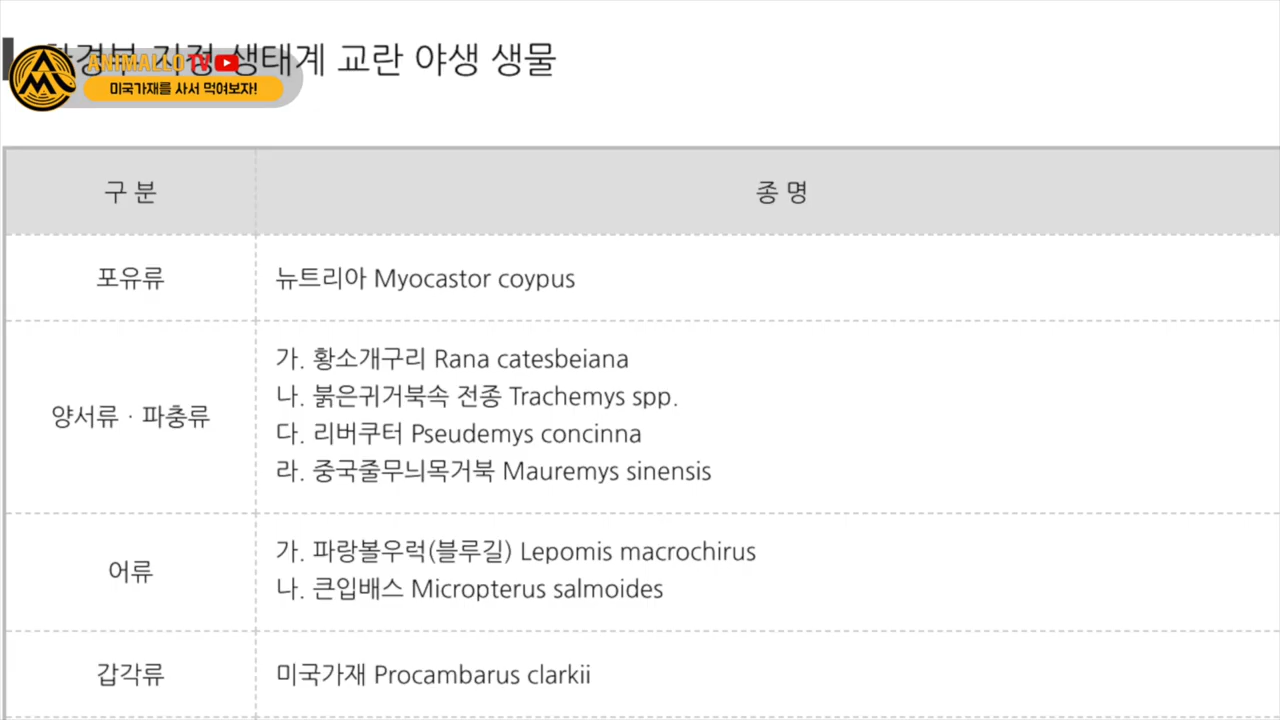 환경부 지정 생태계 교란 야생 생물
ANIMALLO TV
미국가재를 사서 먹여보자!
구 분
종 명
포유류
뉴트리아 Myocastor coypus
양서류 · 파충류
가. 황소개구리 Rana catesbeiana
나. 붉은귀거북속 전종 Trachemys spp.
다. 리버쿠터 Pseudemys concinna
라. 중국줄무늬목거북 Mauremys sinensis
어류
가. 파랑볼우럭(블루길) Lepomis macrochirus
나. 큰입배스 Micropterus salmoides
갑각류
미국가재 Procambarus clarkii